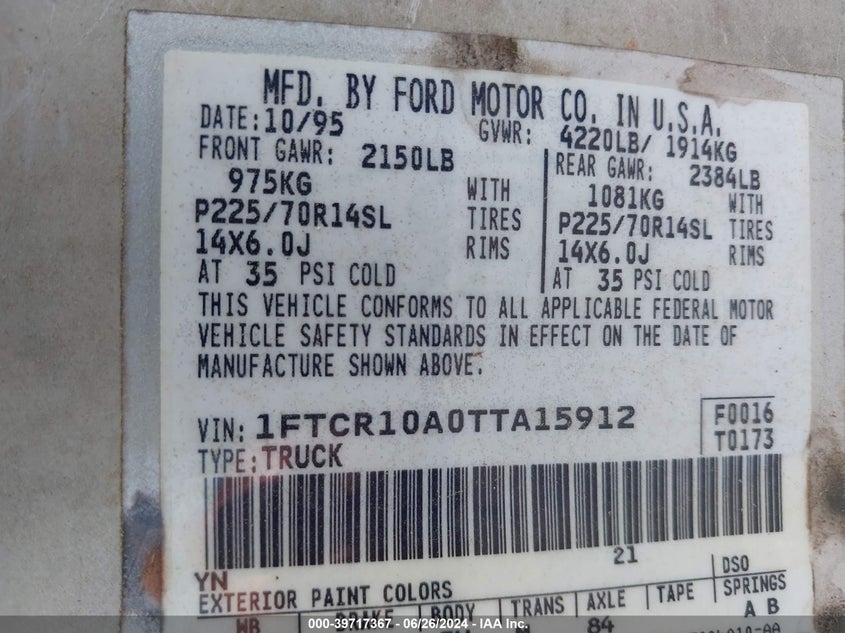 MFD. BY FORD MOTOR CO. IN U.S.A.
DATE: 10/95 GVWR: 4220LB/ 1914KG
FRONT GAWR: 2150LB REAR GAWR: 2384LB
975KG WITH 1081KG WITH
P225/70R14SL TIRES P225/70R14SL TIRES
14X6.0J RIMS 14X6.0J RIMS
AT 35 PSI COLD AT 35 PSI COLD
THIS VEHICLE CONFORMS TO ALL APPLICABLE FEDERAL MOTOR
VEHICLE SAFETY STANDARDS IN EFFECT ON THE DATE OF
MANUFACTURE SHOWN ABOVE.
VIN: 1FTCR10A0TTA15912 F0016
TYPE: TRUCK T0173
21
YN DSO
EXTERIOR PAINT COLORS
WB BRAKE BODY TRANS AXLE TAPE SPRINGS
84 A B
000-39717367 - 06/26/2024 - IAA Inc.